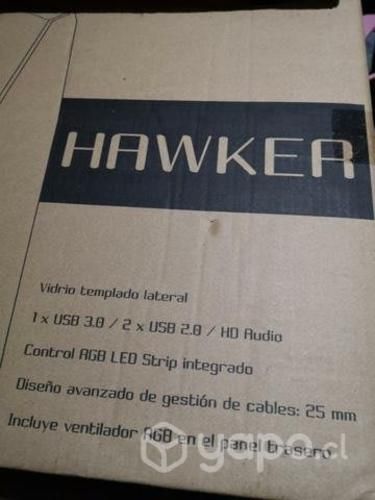 HAWKER
Vidrio templado lateral
1 x USB 3.0 / 2 x USB 2.0 / HD Audio
Control RGB LED Strip integrado
Diseño avanzado de gestión de cables: 25 mm
Incluye ventilador RGB en el panel trasero
yapo.cl